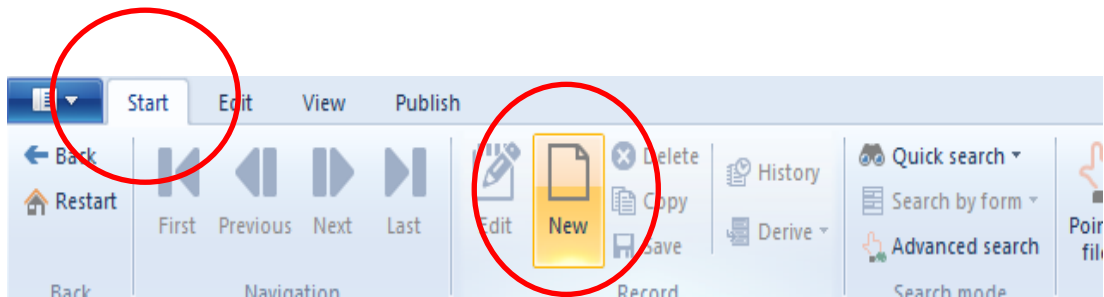 Start Edit View Publish
Back
Restart
First Previous Next Last
Edit
New
Delete
Copy
Save
History
Derive
Quick search
Search by form
Advanced search
Back Navigation Record Search mode